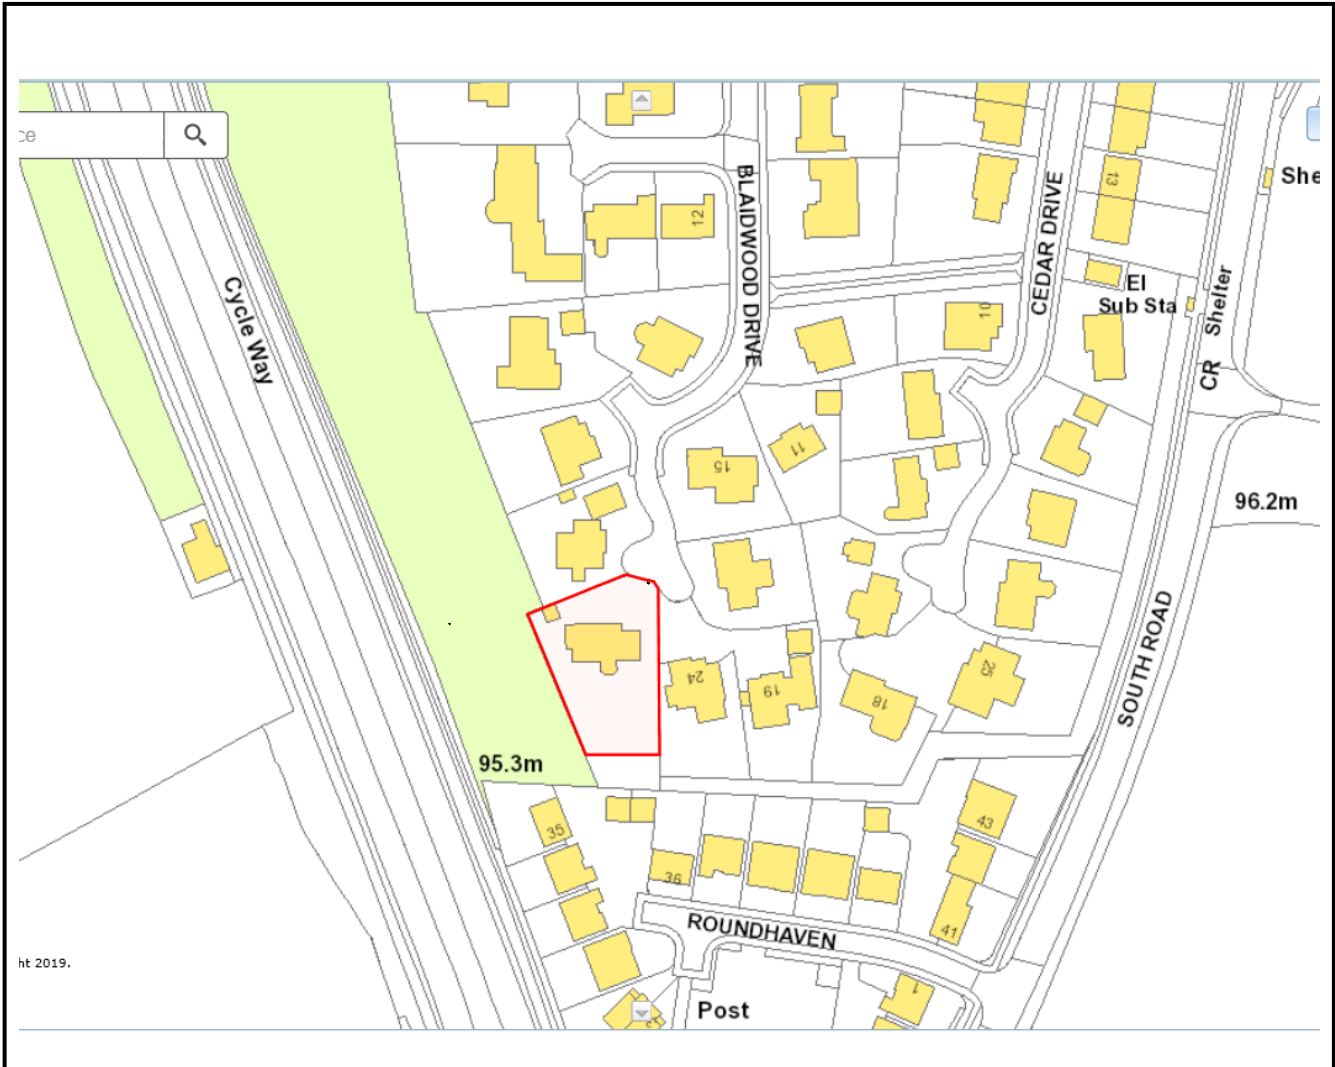 ce
She
13
BLAIDWOOD DRIVE
12
CEDAR DRIVE
El
Sub Sta
Shelter
Cycle Way
10
CR
11
15
96.2m
SOUTH ROAD
25
24
19
18
95.3m
35
43
36
41
ROUNDHAVEN
ht 2019.
1
Post